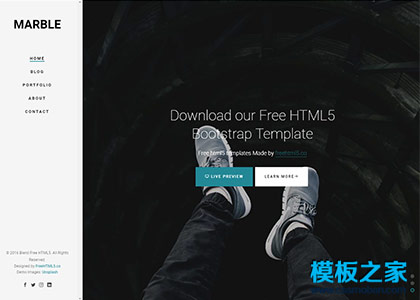 MARBLE
HOME
BLOG
PORTFOLIO
ABOUT
CONTACT
© 2016 Brand Free HTML5. All Rights
Reserved.
Designed by FreeHTML5.co
Demo Images: Unsplash
Download our Free HTML5
Bootstrap Template
Free html5 templates Made by freehtml5.co
LIVE PREVIEW
LEARN MORE
模板之家